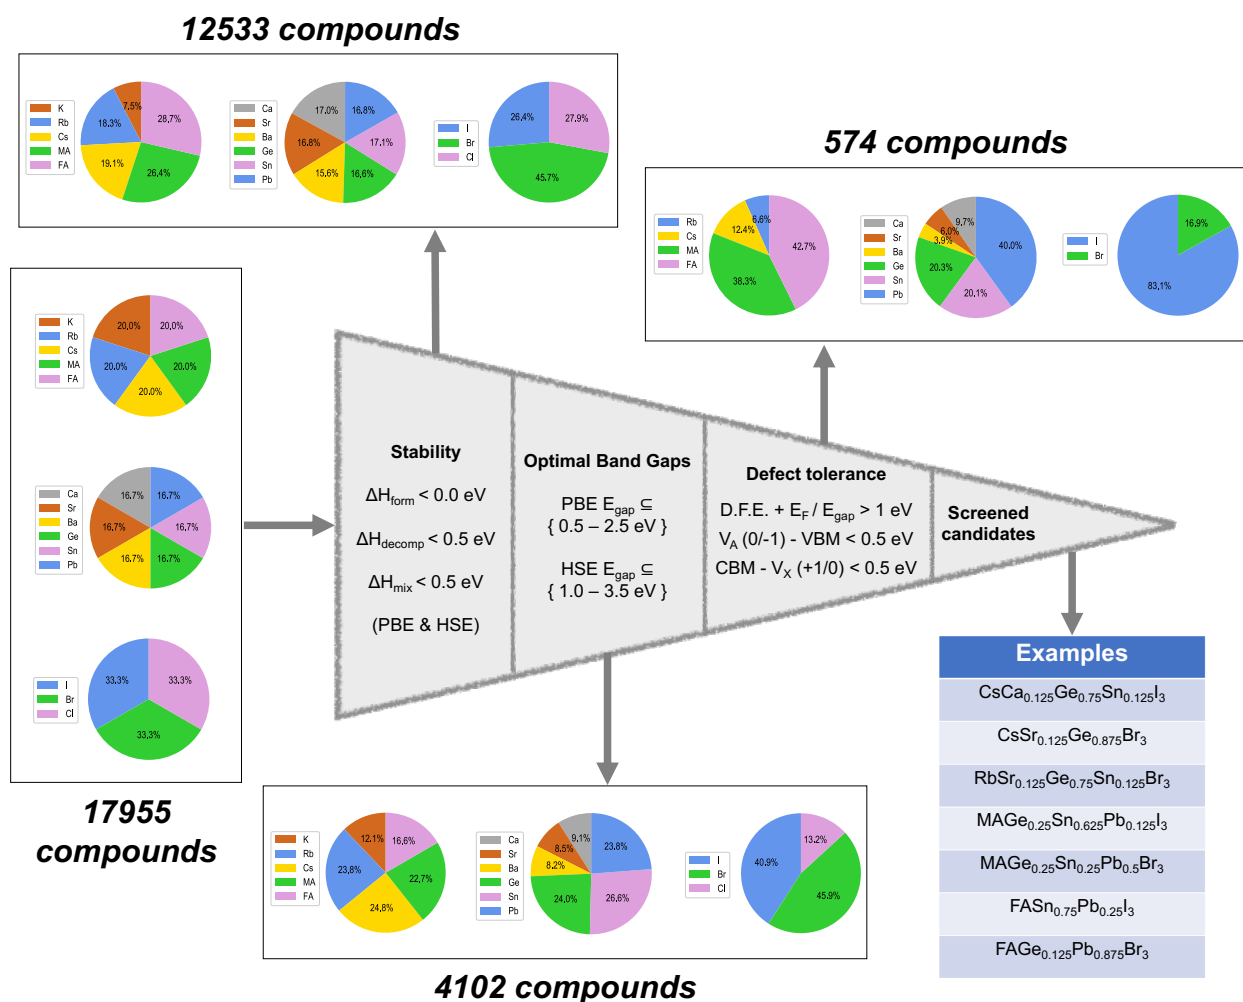 12533 compounds
K
Rb
Cs
MA
FA
7.5%
28,7%
18.3%
19.1%
26,4%
Ca
Sr
Ba
Ge
Sn
Pb
17.0%
16.8%
16.8%
17.1%
15,6%
16,6%
I
Br
Cl
26,4%
27.9%
45.7%
574 compounds
Rb
Cs
MA
FA
6.6%
12.4%
42.7%
38,3%
Ca
Sr
Ba
Ge
Sn
Pb
9.7%
6.0%
3.9%
40.0%
20.3%
20,1%
I
Br
16,9%
83,1%
K
Rb
Cs
MA
FA
20,0%
20,0%
20.0%
20.0%
20.0%
Ca
Sr
Ba
Ge
Sn
Pb
16.7%
16.7%
16,7%
16,7%
16.7%
16.7%
I
Br
Cl
33.3%
33.3%
33,3%
17955
compounds
Stability
ΔH_form < 0.0 eV
ΔH_decomp < 0.5 eV
ΔH_mix < 0.5 eV
(PBE & HSE)
Optimal Band Gaps
PBE E_gap ⊆
{ 0.5 – 2.5 eV }
HSE E_gap ⊆
{ 1.0 – 3.5 eV }
Defect tolerance
D.F.E. + E_F / E_gap > 1 eV
V_A (0/-1) - VBM < 0.5 eV
CBM - V_X (+1/0) < 0.5 eV
Screened
candidates
K
Rb
Cs
MA
FA
12.1%
16,6%
23,8%
22,7%
24,8%
Ca
Sr
Ba
Ge
Sn
Pb
9.1%
8.5%
8.2%
23.8%
24,0%
26,6%
I
Br
Cl
13.2%
40,9%
45.9%
4102 compounds
Examples
CsCa0.125Ge0.75Sn0.125I3
CsSr0.125Ge0.875Br3
RbSr0.125Ge0.75Sn0.125Br3
MAGe0.25Sn0.625Pb0.125I3
MAGe0.25Sn0.25Pb0.5Br3
FASn0.75Pb0.25I3
FAGe0.125Pb0.875Br3